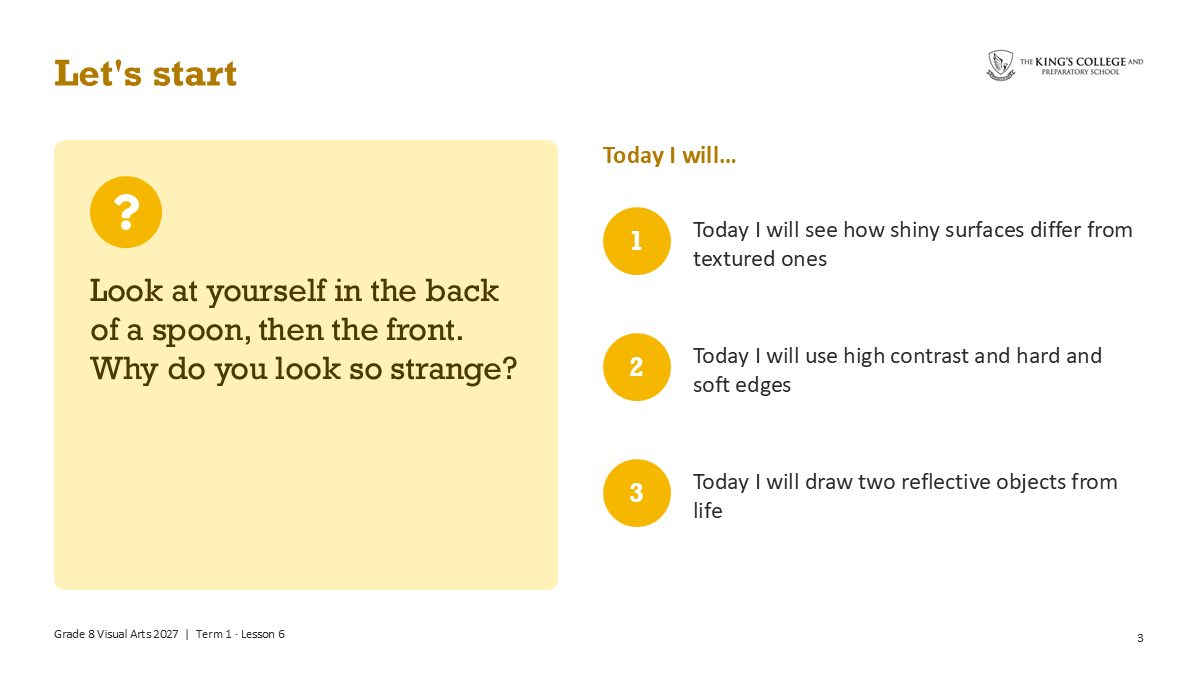 Let's start
THE KING'S COLLEGE AND
PREPARATORY SCHOOL
?
Look at yourself in the back
of a spoon, then the front.
Why do you look so strange?
Today I will...
1
Today I will see how shiny surfaces differ from
textured ones
2
Today I will use high contrast and hard and
soft edges
3
Today I will draw two reflective objects from
life
Grade 8 Visual Arts 2027 | Term 1 · Lesson 6
3